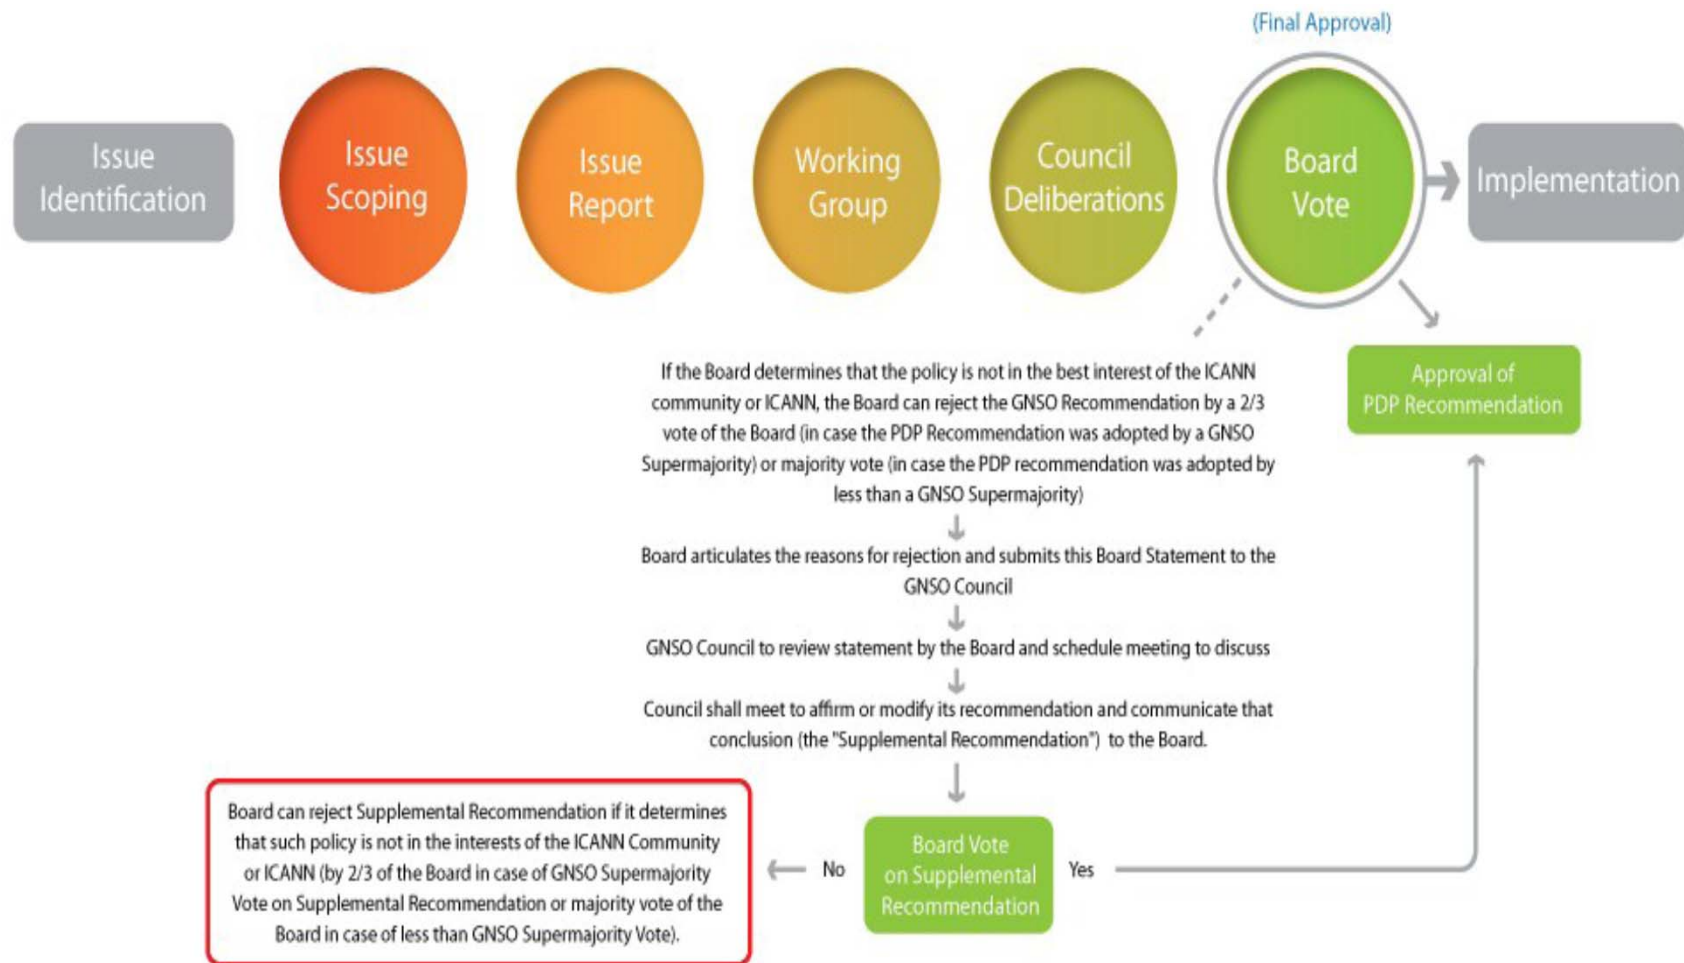 (Final Approval)
Issue
Identification
Issue
Scoping
Issue
Report
Working
Group
Council
Deliberations
Board
Vote
Implementation
If the Board determines that the policy is not in the best interest of the ICANN
community or ICANN, the Board can reject the GNSO Recommendation by a 2/3
vote of the Board (in case the PDP Recommendation was adopted by a GNSO
Supermajority) or majority vote (in case the PDP recommendation was adopted by
less than a GNSO Supermajority)
Approval of
PDP Recommendation
Board articulates the reasons for rejection and submits this Board Statement to the
GNSO Council
GNSO Council to review statement by the Board and schedule meeting to discuss
Council shall meet to affirm or modify its recommendation and communicate that
conclusion (the "Supplemental Recommendation") to the Board.
Board can reject Supplemental Recommendation if it determines
that such policy is not in the interests of the ICANN Community
or ICANN (by 2/3 of the Board in case of GNSO Supermajority
Vote on Supplemental Recommendation or majority vote of the
Board in case of less than GNSO Supermajority Vote).
No
Board Vote
on Supplemental
Recommendation
Yes